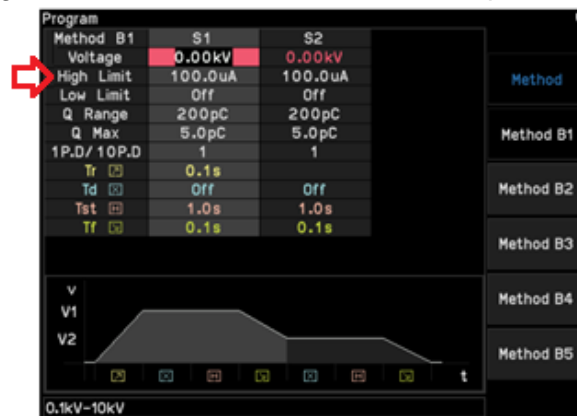 Program
Method B1 S1 S2
Voltage 0.00kV 0.00kV
High Limit 100.0uA 100.0uA
Low Limit Off Off
Q Range 200pC 200pC
Q Max 5.0pC 5.0pC
1P.D/10P.D 1 1
Tr 0.1s
Td Off Off
Tst 1.0s 1.0s
Tf 0.1s 0.1s
Method
Method B1
Method B2
Method B3
Method B4
Method B5
v
V1
V2
t
0.1kV-10kV